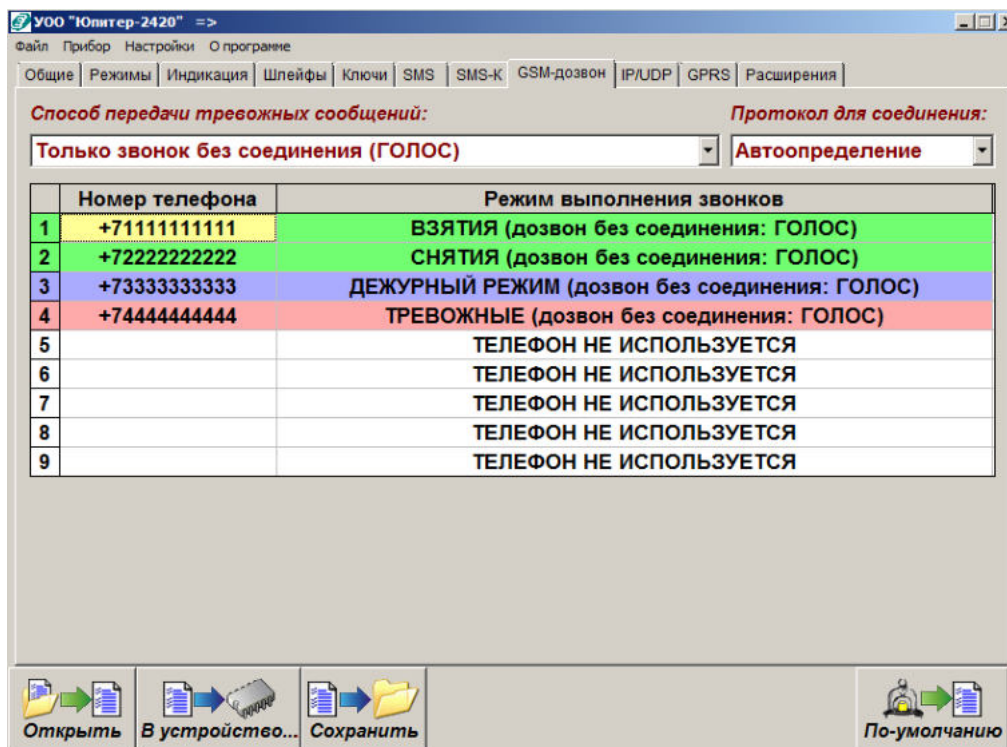 УОО "Юпитер-2420" =>
Файл Прибор Настройки О программе
Общие Режимы Индикация Шлейфы Ключи SMS SMS-К GSM-дозвон IP/UDP GPRS Расширения
Способ передачи тревожных сообщений: Протокол для соединения:
Только звонок без соединения (ГОЛОС) Автоопределение
Номер телефона Режим выполнения звонков
1 +71111111111 ВЗЯТИЯ (дозвон без соединения: ГОЛОС)
2 +72222222222 СНЯТИЯ (дозвон без соединения: ГОЛОС)
3 +73333333333 ДЕЖУРНЫЙ РЕЖИМ (дозвон без соединения: ГОЛОС)
4 +74444444444 ТРЕВОЖНЫЕ (дозвон без соединения: ГОЛОС)
5 ТЕЛЕФОН НЕ ИСПОЛЬЗУЕТСЯ
6 ТЕЛЕФОН НЕ ИСПОЛЬЗУЕТСЯ
7 ТЕЛЕФОН НЕ ИСПОЛЬЗУЕТСЯ
8 ТЕЛЕФОН НЕ ИСПОЛЬЗУЕТСЯ
9 ТЕЛЕФОН НЕ ИСПОЛЬЗУЕТСЯ
Открыть В устройство... Сохранить По-умолчанию